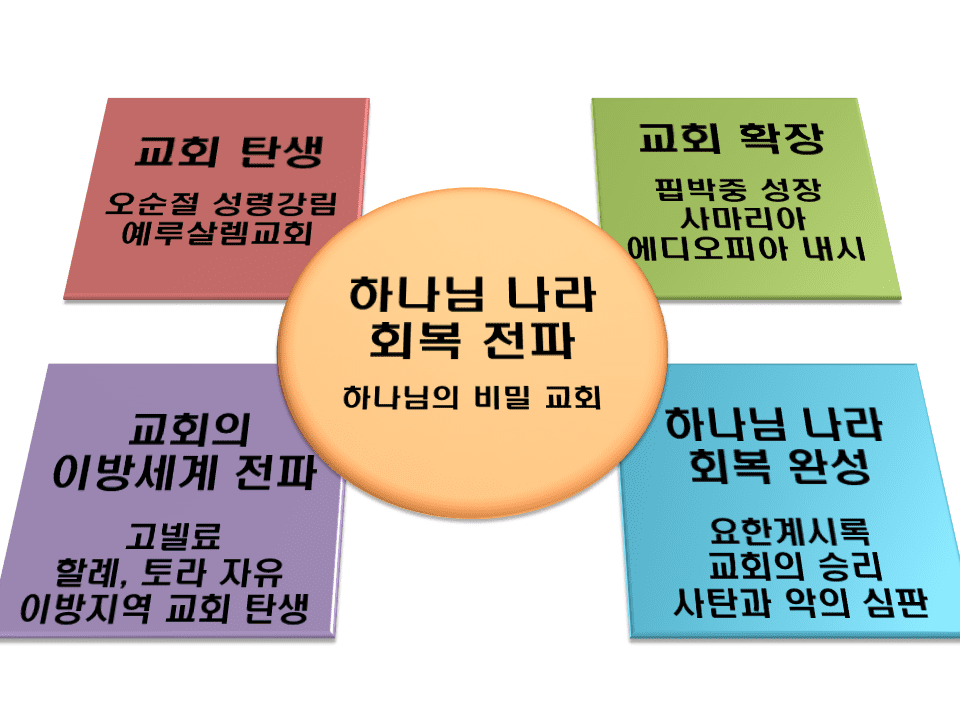 교회 탄생
오순절 성령강림
예루살렘교회
교회 확장
핍박중 성장
사마리아
에디오피아 내시
하나님 나라
회복 전파
하나님의 비밀 교회
교회의
이방세계 전파
고넬료
할례, 토라 자유
이방지역 교회 탄생
하나님 나라
회복 완성
요한계시록
교회의 승리
사탄과 악의 심판